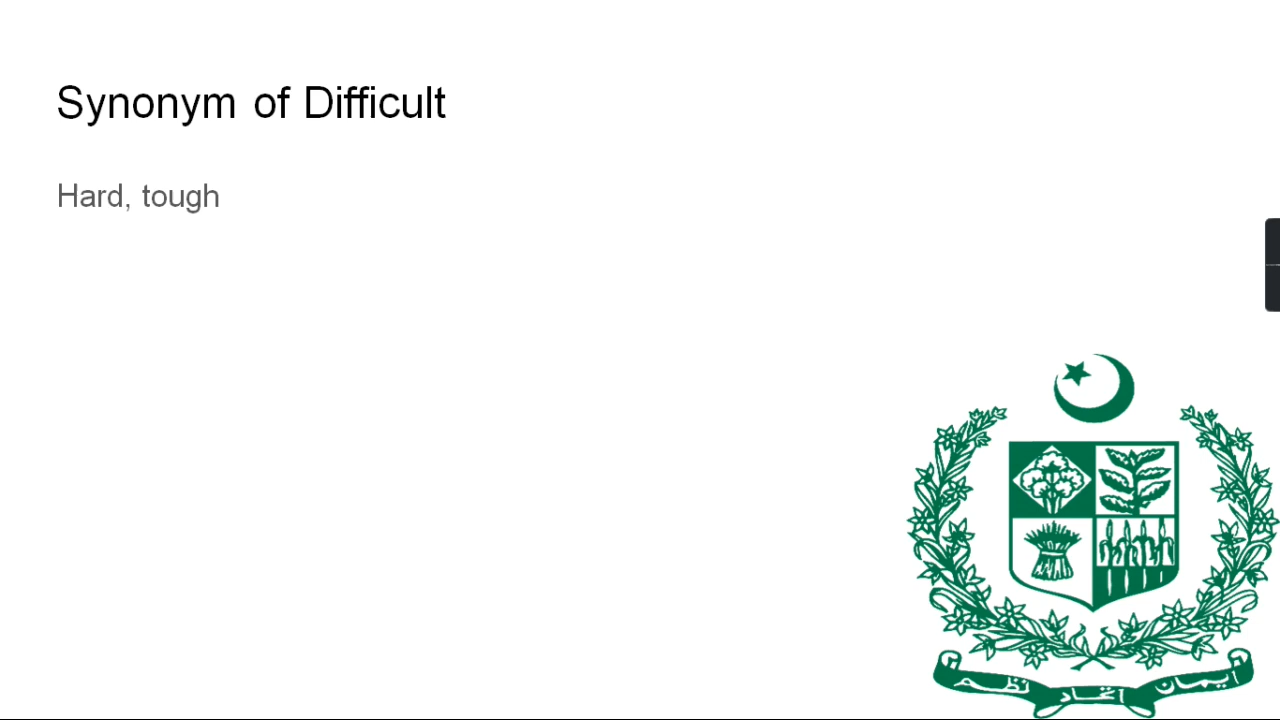 Synonym of Difficult
Hard, tough
ایمان اتحاد نظم